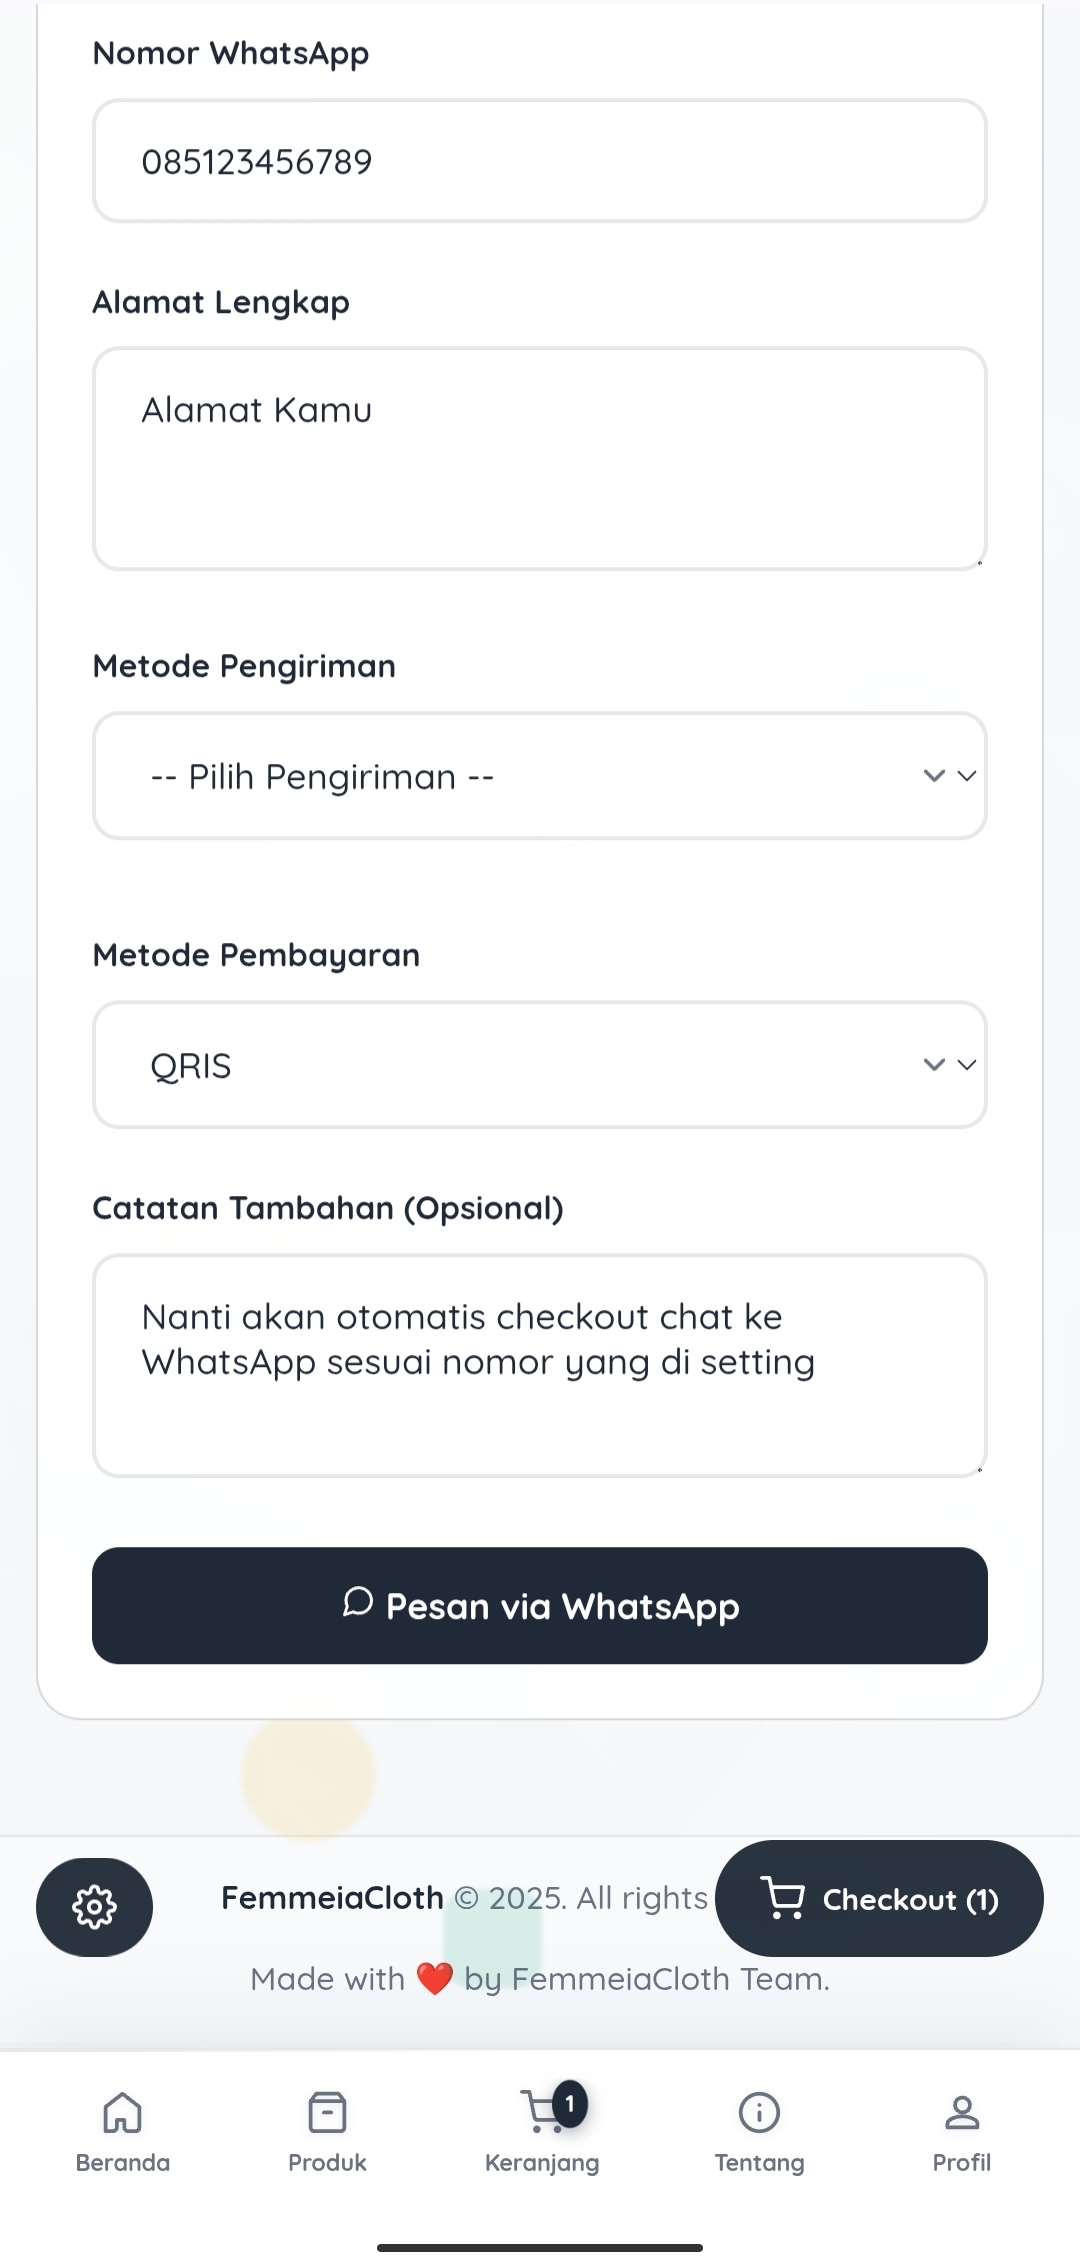 Nomor WhatsApp
085123456789
Alamat Lengkap
Alamat Kamu
Metode Pengiriman
-- Pilih Pengiriman --
Metode Pembayaran
QRIS
Catatan Tambahan (Opsional)
Nanti akan otomatis checkout chat ke
WhatsApp sesuai nomor yang di setting
Pesan via WhatsApp
FemmeiaCloth © 2025. All rights
Checkout (1)
Made with ❤️ by FemmeiaCloth Team.
1
Beranda
Produk
Keranjang
Tentang
Profil